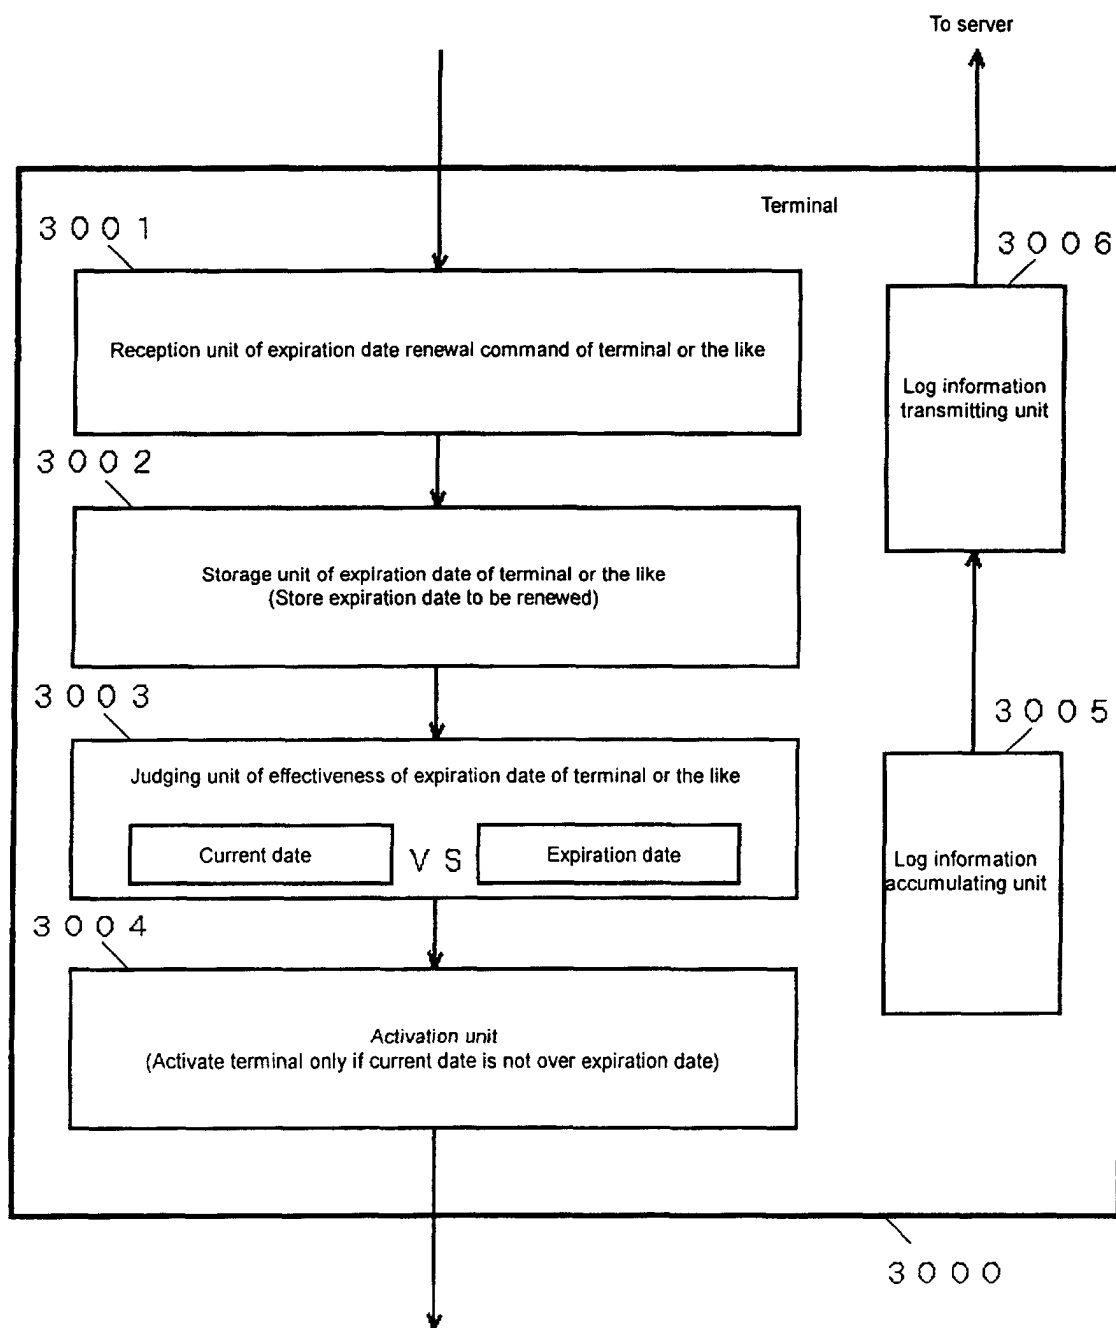 To server
Terminal
3001
Reception unit of expiration date renewal command of terminal or the like
3002
Storage unit of expiration date of terminal or the like
(Store expiration date to be renewed)
3003
Judging unit of effectiveness of expiration date of terminal or the like
Current date
VS
Expiration date
3004
Activation unit
(Activate terminal only if current date is not over expiration date)
3006
Log information
transmitting unit
3005
Log information
accumulating unit
3000